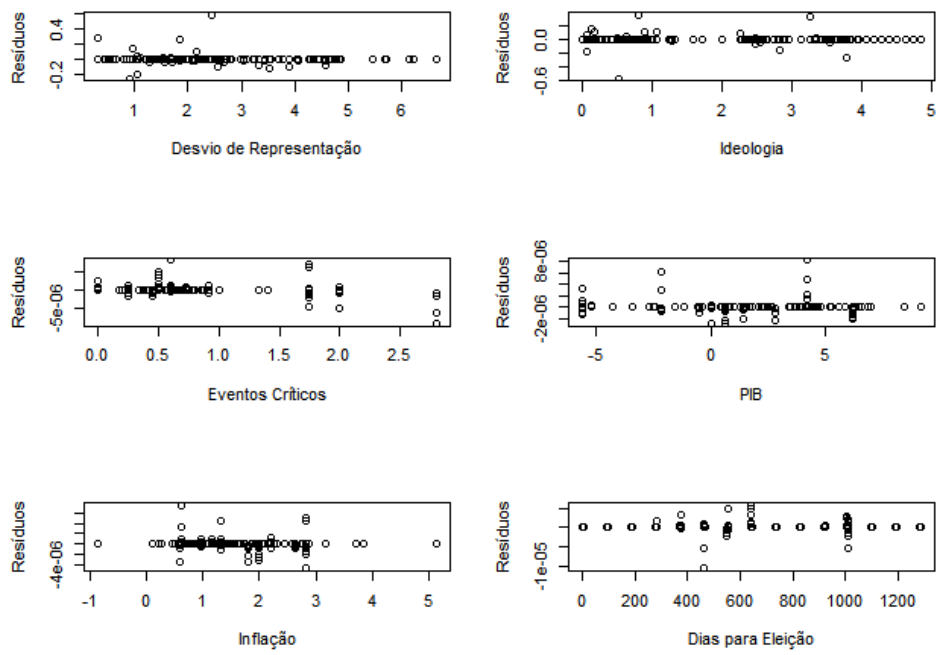 Resíduos
0.4
-0.2
1 2 3 4 5 6
Desvio de Representação
Resíduos
0.0
-0.6
0 1 2 3 4 5
Ideologia
Resíduos
-5e-06
0.0 0.5 1.0 1.5 2.0 2.5
Eventos Críticos
Resíduos
8e-06
-2e-06
-5 0 5
PIB
Resíduos
-4e-06
-1 0 1 2 3 4 5
Inflação
Resíduos
-1e-05
0 200 400 600 800 1000 1200
Dias para Eleição